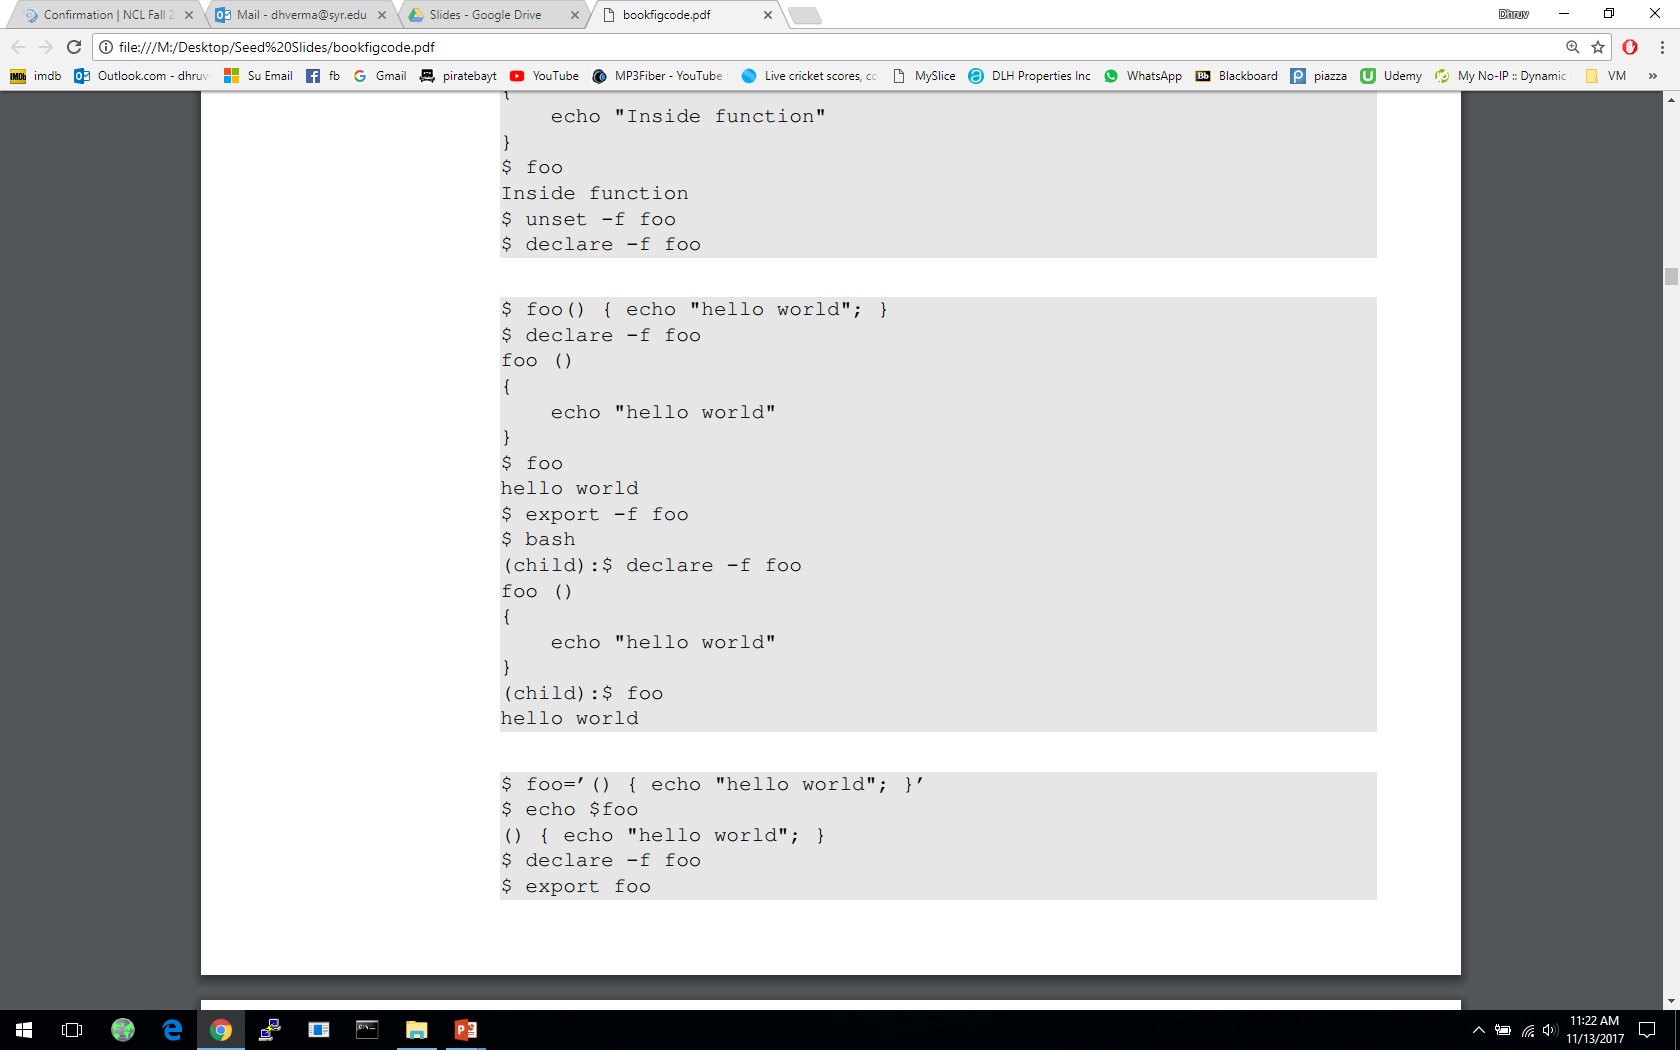 Confirmation | NCL Fall 2
Mail - dhverma@syr.edu
Slides - Google Drive
bookfigcode.pdf
Dhruv
file:///M:/Desktop/Seed%20Slides/bookfigcode.pdf
imdb
Outlook.com - dhruv
Su Email
fb
Gmail
piratebayt
YouTube
MP3Fiber - YouTube
Live cricket scores, co
MySlice
DLH Properties Inc
WhatsApp
Blackboard
piazza
Udemy
My No-IP :: Dynamic
VM
»
{
    echo "Inside function"
}
$ foo
Inside function
$ unset -f foo
$ declare -f foo
$ foo() { echo "hello world"; }
$ declare -f foo
foo ()
{
    echo "hello world"
}
$ foo
hello world
$ export -f foo
$ bash
(child):$ declare -f foo
foo ()
{
    echo "hello world"
}
(child):$ foo
hello world
$ foo=’() { echo "hello world"; }’
$ echo $foo
() { echo "hello world"; }
$ declare -f foo
$ export foo
11:22 AM
11/13/2017